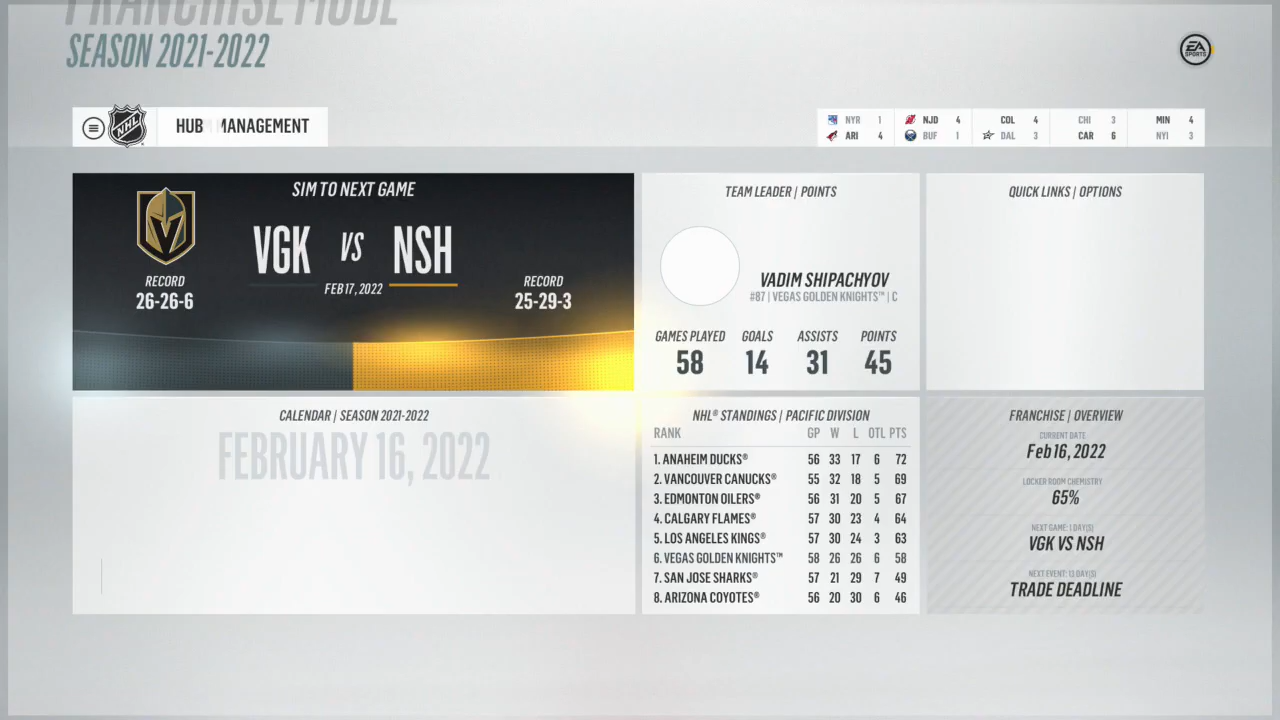 FRANCHISE MODE
SEASON 2021-2022
EA
SPORTS
NHL
HUB MANAGEMENT
NYR 1
ARI 4
NJD 4
BUF 1
COL 4
DAL 3
CHI 3
CAR 6
MIN 4
NYI 3
SIM TO NEXT GAME
VGK VS NSH
FEB 17, 2022
RECORD
26-26-6
RECORD
25-29-3
TEAM LEADER | POINTS
VADIM SHIPACHYOV
#87 | VEGAS GOLDEN KNIGHTS™ | C
GAMES PLAYED GOALS ASSISTS POINTS
58 14 31 45
QUICK LINKS | OPTIONS
CALENDAR | SEASON 2021-2022
FEBRUARY 16, 2022
NHL® STANDINGS | PACIFIC DIVISION
RANK GP W L OTL PTS
1. ANAHEIM DUCKS® 56 33 17 6 72
2. VANCOUVER CANUCKS® 55 32 18 5 69
3. EDMONTON OILERS® 56 31 20 5 67
4. CALGARY FLAMES® 57 30 23 4 64
5. LOS ANGELES KINGS® 57 30 24 3 63
6. VEGAS GOLDEN KNIGHTS™ 58 26 26 6 58
7. SAN JOSE SHARKS® 57 21 29 7 49
8. ARIZONA COYOTES® 56 20 30 6 46
FRANCHISE | OVERVIEW
CURRENT DATE
Feb 16, 2022
LOCKER ROOM CHEMISTRY
65%
NEXT GAME: 1 DAY(S)
VGK VS NSH
NEXT EVENT: 13 DAY(S)
TRADE DEADLINE